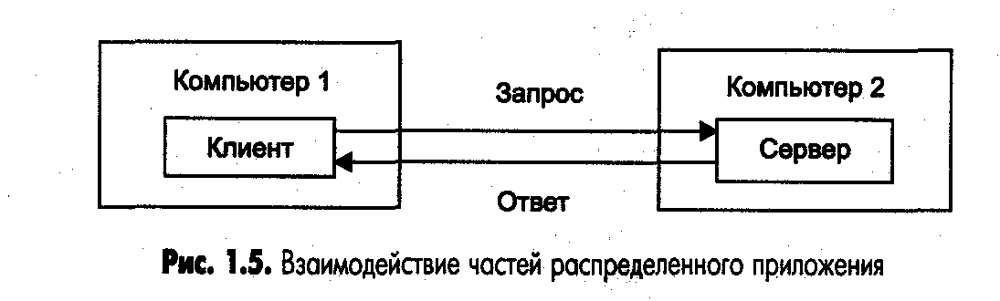 Компьютер 1
Клиент
Запрос
Ответ
Компьютер 2
Сервер
Рис. 1.5. Взаимодействие частей распределенного приложения